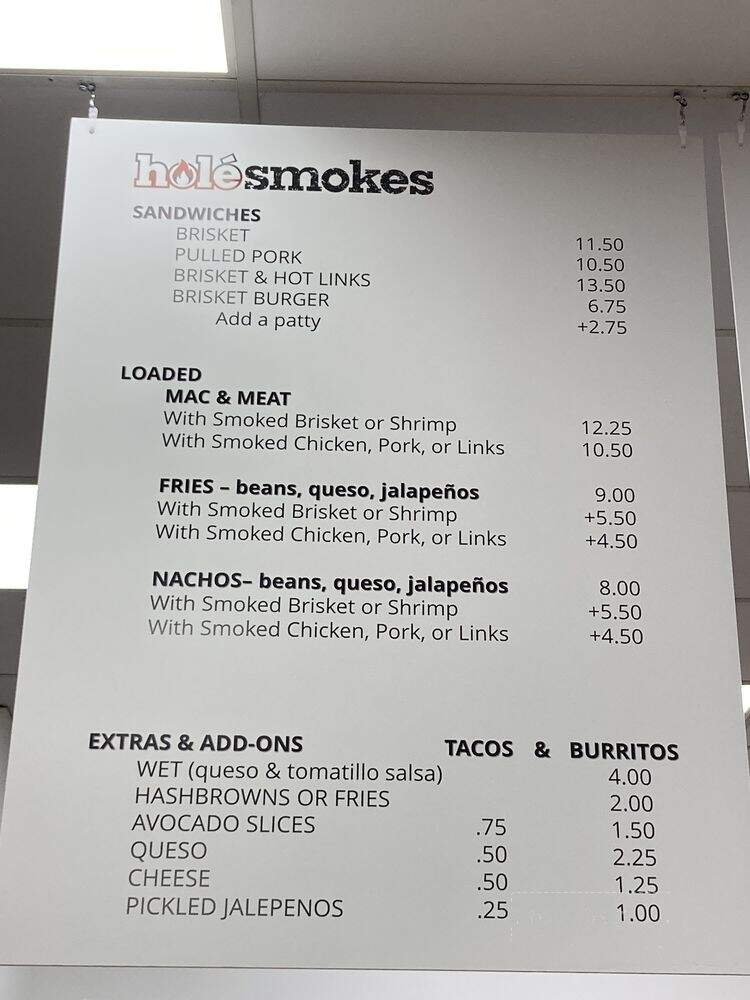 holé smokes
SANDWICHES
BRISKET 11.50
PULLED PORK 10.50
BRISKET & HOT LINKS 13.50
BRISKET BURGER 6.75
Add a patty +2.75
LOADED
MAC & MEAT
With Smoked Brisket or Shrimp 12.25
With Smoked Chicken, Pork, or Links 10.50
FRIES – beans, queso, jalapeños 9.00
With Smoked Brisket or Shrimp +5.50
With Smoked Chicken, Pork, or Links +4.50
NACHOS– beans, queso, jalapeños 8.00
With Smoked Brisket or Shrimp +5.50
With Smoked Chicken, Pork, or Links +4.50
EXTRAS & ADD-ONS TACOS & BURRITOS
WET (queso & tomatillo salsa) 4.00
HASHBROWNS OR FRIES 2.00
AVOCADO SLICES .75 1.50
QUESO .50 2.25
CHEESE .50 1.25
PICKLED JALEPENOS .25 1.00